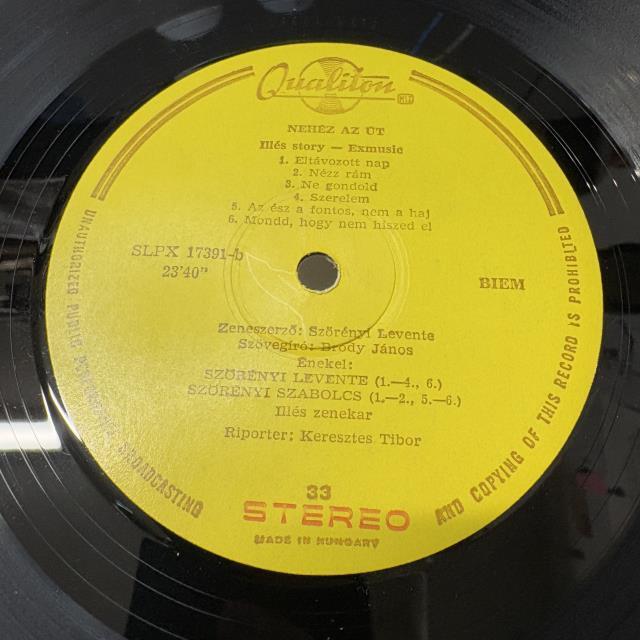 Qualiton
NEHÉZ AZ ÚT
Illés story — Exmusic
1. Eltávozott nap
2. Nézz rám
3. Ne gondold
4. Szerelem
5. Az ész a fontos, nem a haj
6. Mondd, hogy nem hiszed el
SLPX 17391-b
23'40"
BIEM
Zeneszerző: Szörényi Levente
Szövegíró: Bródy János
Énekel:
SZÖRÉNYI LEVENTE (1.—4., 6.)
SZÖRÉNYI SZABOLCS (1.—2., 5.—6.)
Illés zenekar
Riporter: Keresztes Tibor
33
STEREO
MADE IN HUNGARY
UNAUTHORIZED PUBLIC PERFORMANCE BROADCASTING AND COPYING OF THIS RECORD IS PROHIBITED